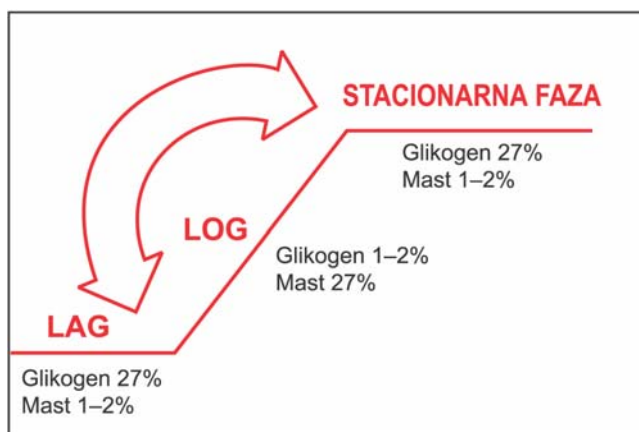 STACIONARNA FAZA
Glikogen 27%
Mast 1–2%
LOG
Glikogen 1–2%
Mast 27%
LAG
Glikogen 27%
Mast 1–2%